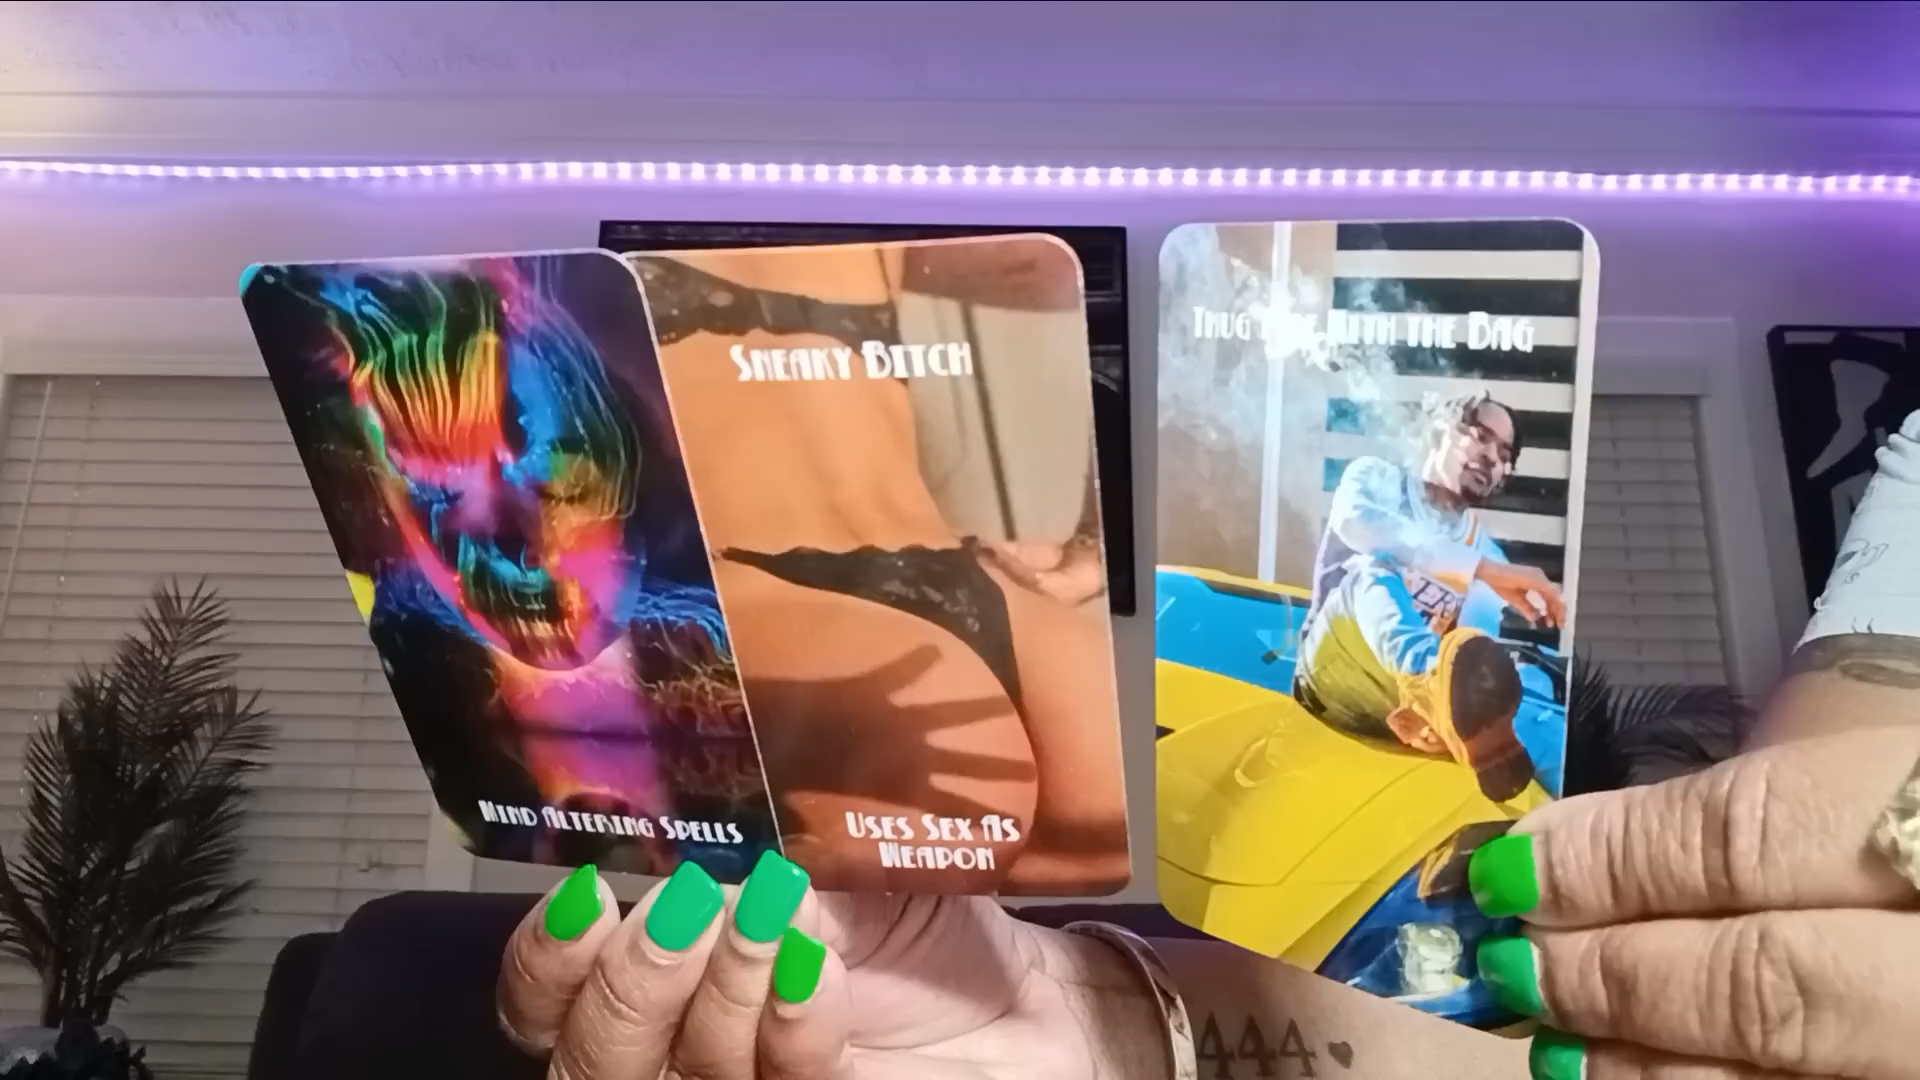 Mind Altering Spells
Sneaky Bitch
Uses Sex As
Weapon
Thug With the Bag
444